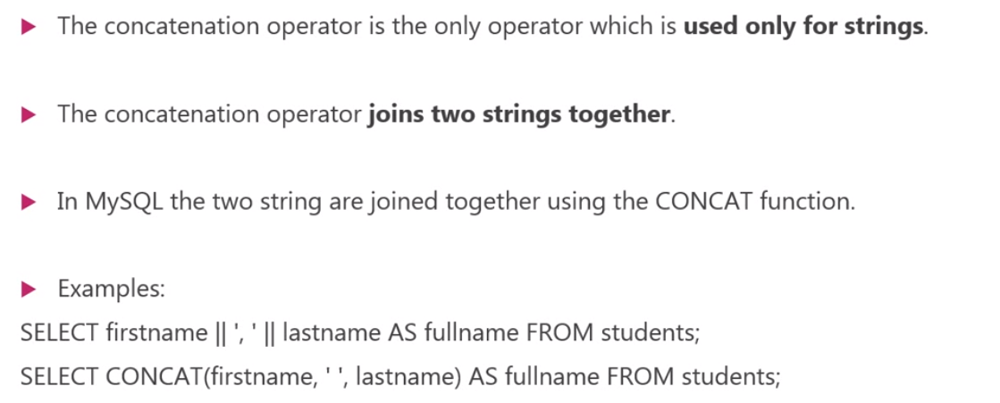 The concatenation operator is the only operator which is used only for strings.
The concatenation operator joins two strings together.
In MySQL the two string are joined together using the CONCAT function.
Examples:
SELECT firstname || ', ' || lastname AS fullname FROM students;
SELECT CONCAT(firstname, ' ', lastname) AS fullname FROM students;